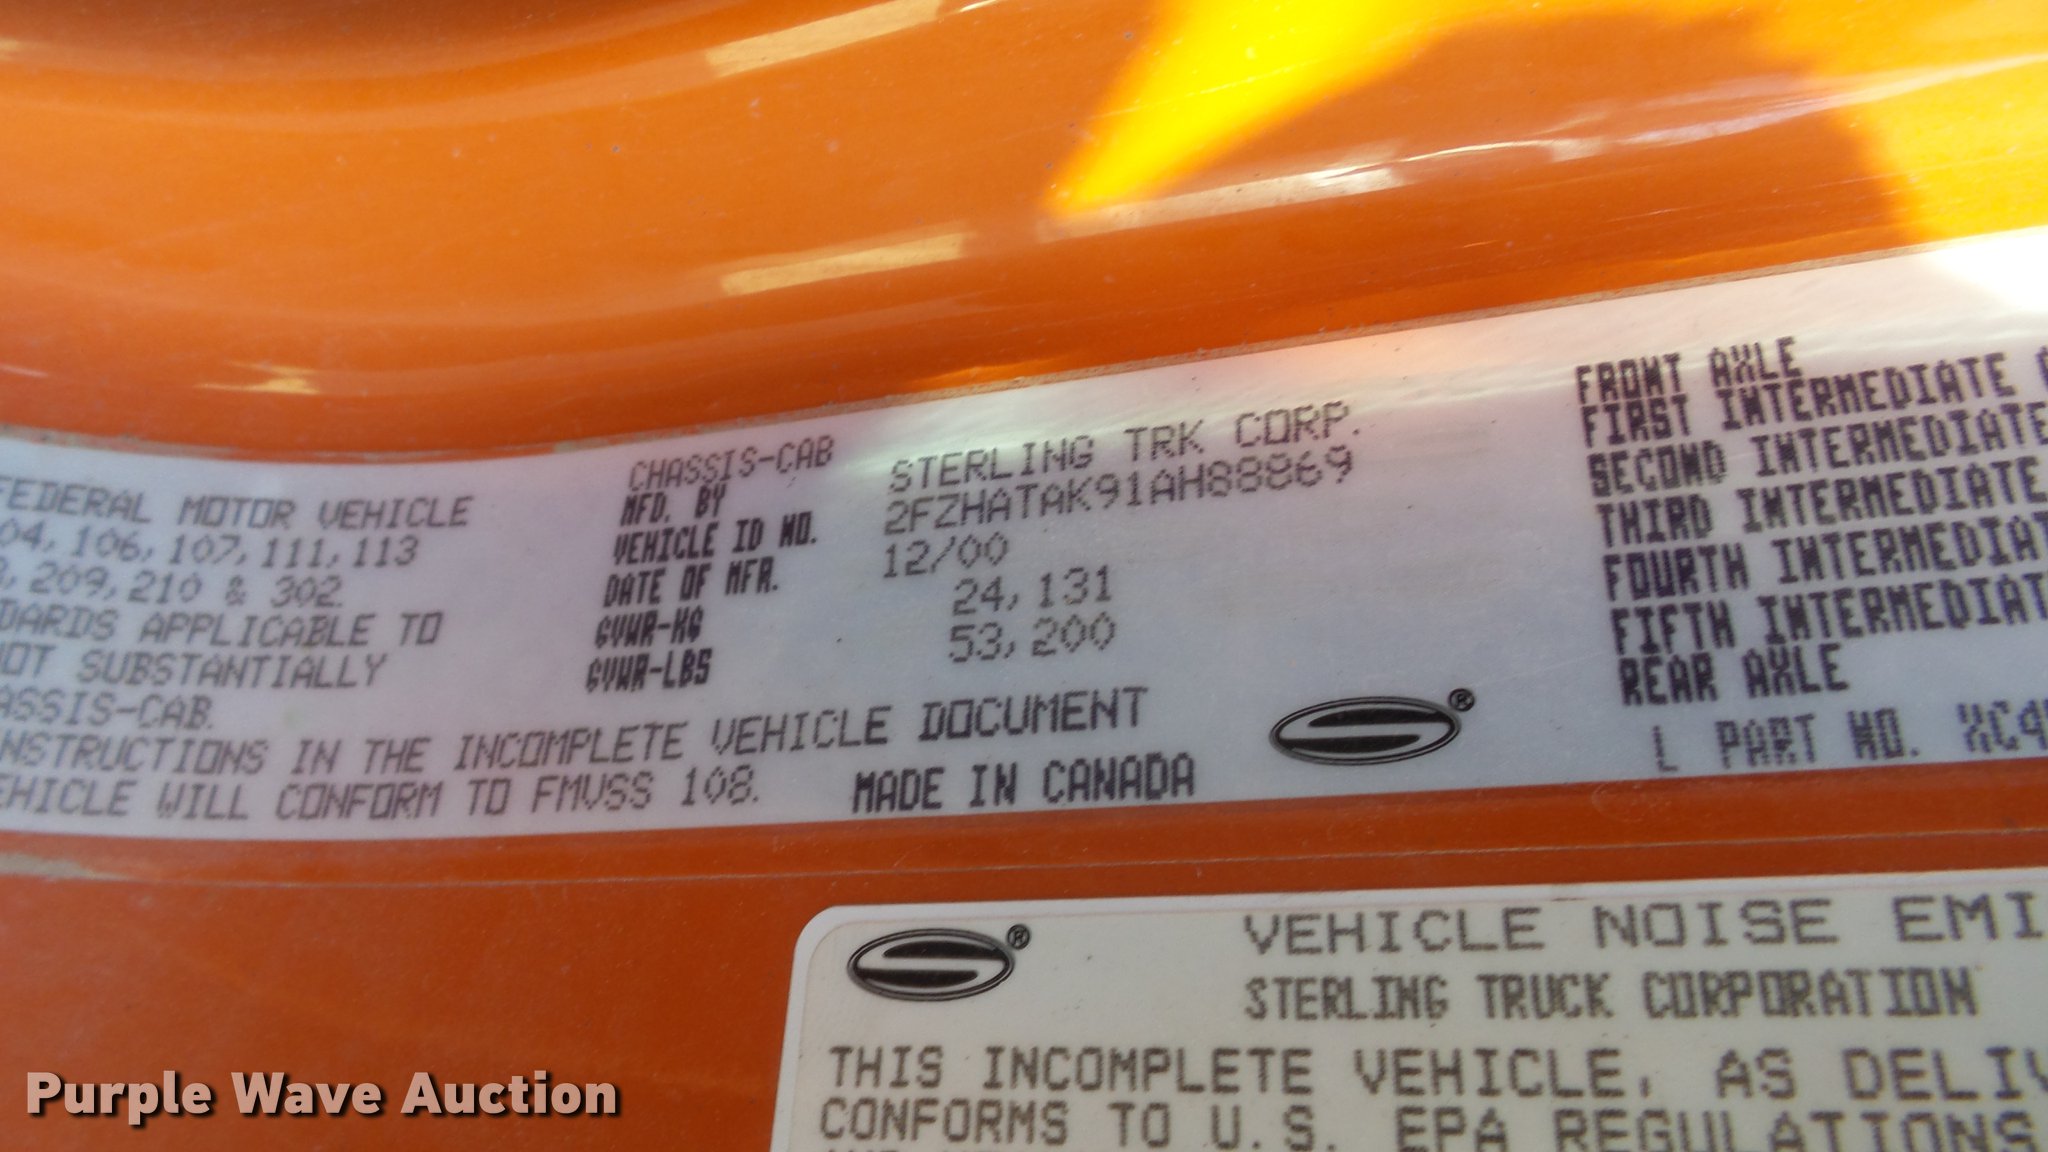 FEDERAL MOTOR VEHICLE
04, 106, 107, 111, 113
209, 210 & 302
DARDS APPLICABLE TO
NOT SUBSTANTIALLY
ASSIS-CAB.
NSTRUCTIONS IN THE INCOMPLETE VEHICLE DOCUMENT
EHICLE WILL CONFORM TO FMVSS 108.
MADE IN CANADA
CHASSIS-CAB
MFD. BY STERLING TRK CORP.
VEHICLE ID NO. 2FZHATAK91AH88869
DATE OF MFR. 12/00
GVWR-KG 24,131
GVWR-LBS 53,200
®
FRONT AXLE
FIRST INTERMEDIATE
SECOND INTERMEDIATE
THIRD INTERMEDIATE
FOURTH INTERMEDIAT
FIFTH INTERMEDIAT
REAR AXLE
L PART NO. XC4
®
VEHICLE NOISE EMI
STERLING TRUCK CORPORATION
THIS INCOMPLETE VEHICLE, AS DELIV
CONFORMS TO U.S. EPA REGULATIONS
Purple Wave Auction